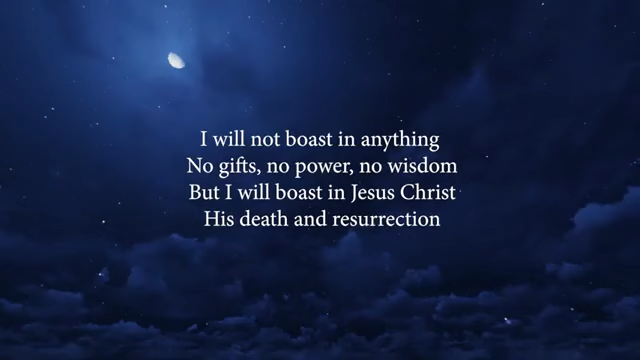 I will not boast in anything
No gifts, no power, no wisdom
But I will boast in Jesus Christ
His death and resurrection